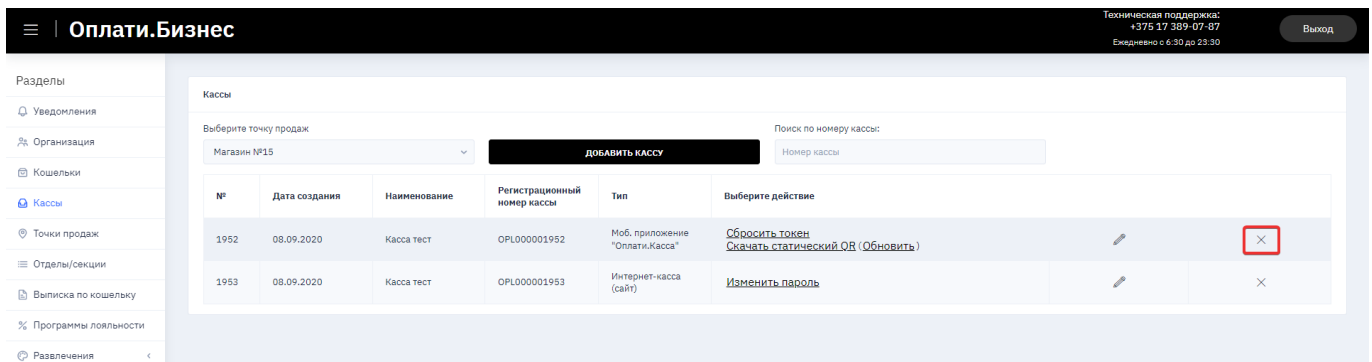 Оплати.Бизнес
Техническая поддержка:
+375 17 389-07-87
Ежедневно с 6:30 до 23:30
Выход
Разделы
Уведомления
Организация
Кошельки
Кассы
Точки продаж
Отделы/секции
Выписка по кошельку
Программы лояльности
Развлечения
Кассы
Выберите точку продаж
Поиск по номеру кассы:
Магазин №15
ДОБАВИТЬ КАССУ
Номер кассы
№ Дата создания Наименование Регистрационный номер кассы Тип Выберите действие
1952 08.09.2020 Касса тест OPL000001952 Моб. приложение "Оплати.Касса" Сбросить токен
Скачать статический QR (Обновить)
1953 08.09.2020 Касса тест OPL000001953 Интернет-касса (сайт) Изменить пароль